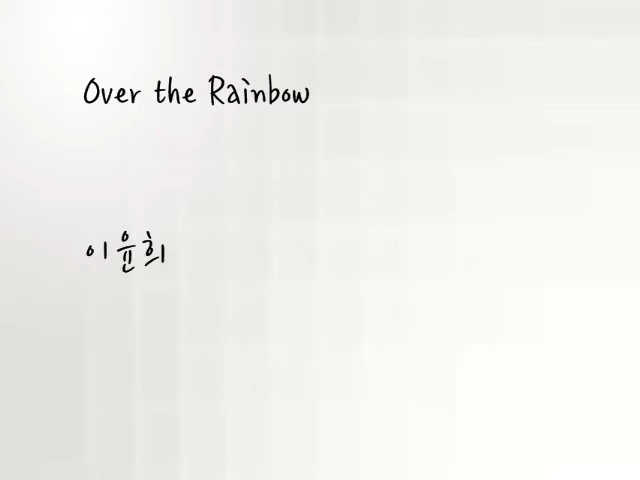 Over the Rainbow
이윤희